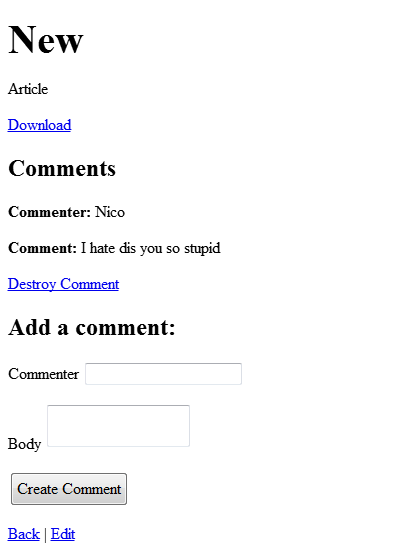 New
Article
Download
Comments
Commenter: Nico
Comment: I hate dis you so stupid
Destroy Comment
Add a comment:
Commenter
Body
Create Comment
Back | Edit